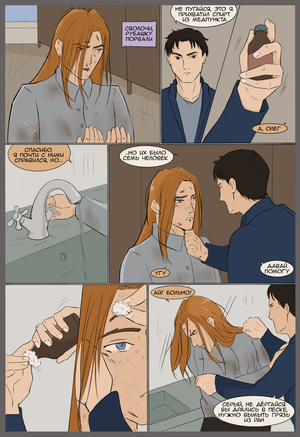 СВОЛОЧИ,
РУБАШКУ
ПОРВАЛИ
НЕ ПУГАЙСЯ, ЭТО Я
ПРИХВАТИЛ СПИРТ
ИЗ МЕДПУНКТА
А, ОЛЕГ
СПАСИБО.
Я ПОЧТИ С НИМИ
СПРАВИЛСЯ, НО...
...НО ИХ БЫЛО
СЕМЬ ЧЕЛОВЕК
УГУ
ДАВАЙ
ПОМОГУ
АЙ! БОЛЬНО!
СЕРЫЙ, НЕ ДЁРГАЙСЯ
ВЫ ДРАЛИСЬ В ПЕСКЕ,
НУЖНО ВЫМЫТЬ ГРЯЗЬ
ИЗ РАН